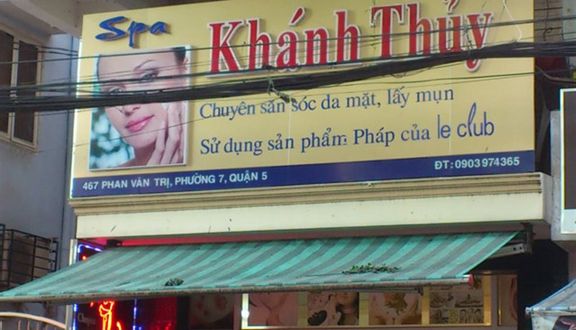 Spa
Khánh Thủy
Chuyên săn sóc da mặt, lấy mụn
Sử dụng sản phẩm Pháp của le club
467 PHAN VĂN TRỊ, PHƯỜNG 7, QUẬN 5
ĐT: 0903974365